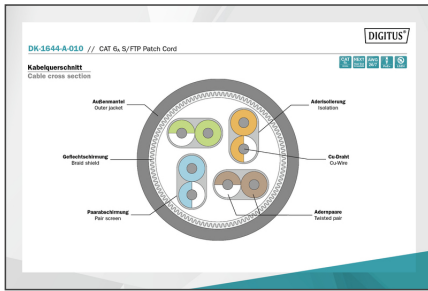 DIGITUS®
DK-1644-A-010 // CAT 6A S/FTP Patch Cord
Kabelquerschnitt
Cable cross section
Außenmantel
Outer jacket
Aderisolierung
Isolation
Geflechtschirmung
Braid shield
Cu-Draht
Cu-Wire
Paarabschirmung
Pair screen
Adernpaare
Twisted pair